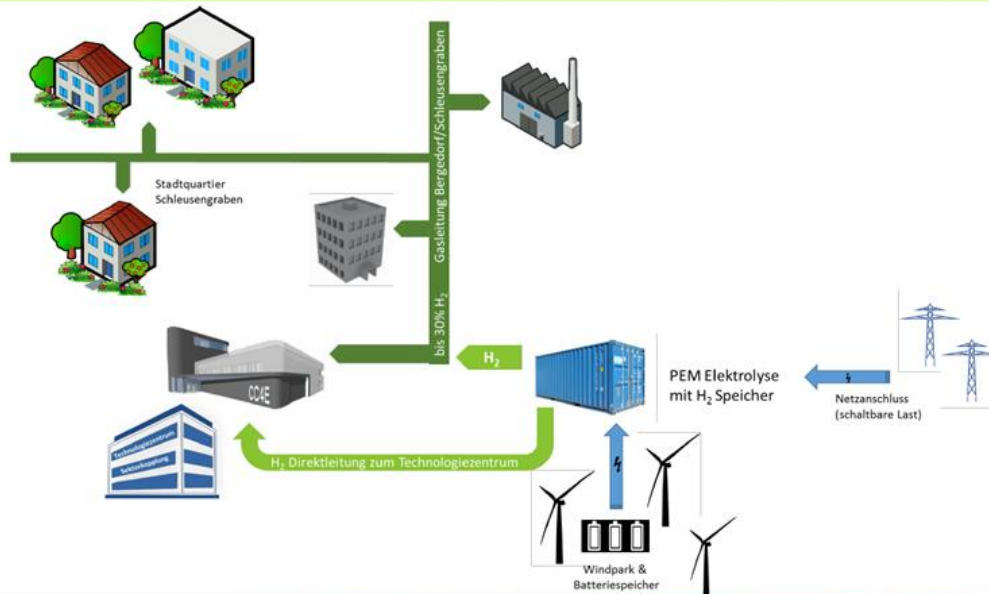 Stadtquartier
Schleusengraben
Gasleitung Bergedorf/Schleusengraben
bis 30% H₂
CC4E
H₂
PEM Elektrolyse
mit H₂ Speicher
Netzanschluss
(schaltbare Last)
Technologiezentrum
Sektorkopplung
H₂ Direktleitung zum Technologiezentrum
Windpark &
Batteriespeicher